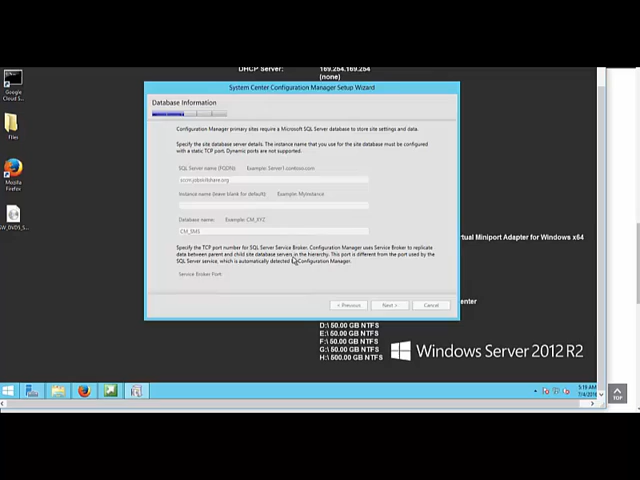 DHCP Server:
169.254.169.254
(none)
System Center Configuration Manager Setup Wizard
Database Information
Configuration Manager primary sites require a Microsoft SQL Server database to store site settings and data.
Specify the site database server details. The instance name that you use for the site database must be configured
with a static TCP port. Dynamic ports are not supported.
SQL Server name (FQDN): Example: Server1.contoso.com
Instance name (leave blank for default): Example: MyInstance
Database name: Example: CM_XYZ
CM_SMS
Specify the TCP port number for SQL Server Service Broker. Configuration Manager uses Service Broker to replicate
data between parent and child site database servers in the hierarchy. This port is different from the port used by the
SQL Server service, which is automatically detected Configuration Manager.
Service Broker Port:
< Previous Next > Cancel
Google
Cloud S...
Files
Mozilla
Firefox
SW_DVD5_S...
rtual Miniport Adapter for Windows x64
enter
D:\ 50.00 GB NTFS
E:\ 50.00 GB NTFS
F:\ 50.00 GB NTFS
G:\ 50.00 GB NTFS
H:\ 500.00 GB NTFS
Windows Server 2012 R2
5:19 AM
TOP